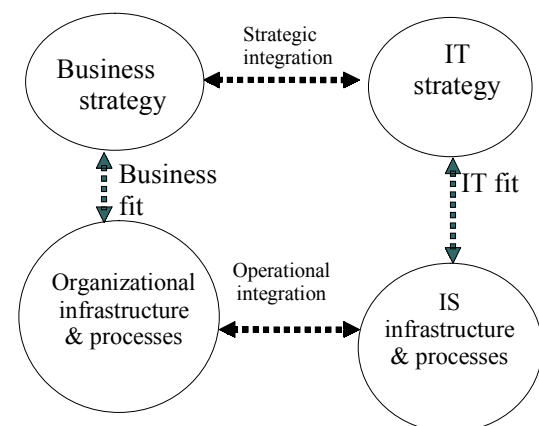 Business
strategy
Strategic
integration
IT
strategy
Business
fit
IT fit
Organizational
infrastructure
& processes
Operational
integration
IS
infrastructure
& processes